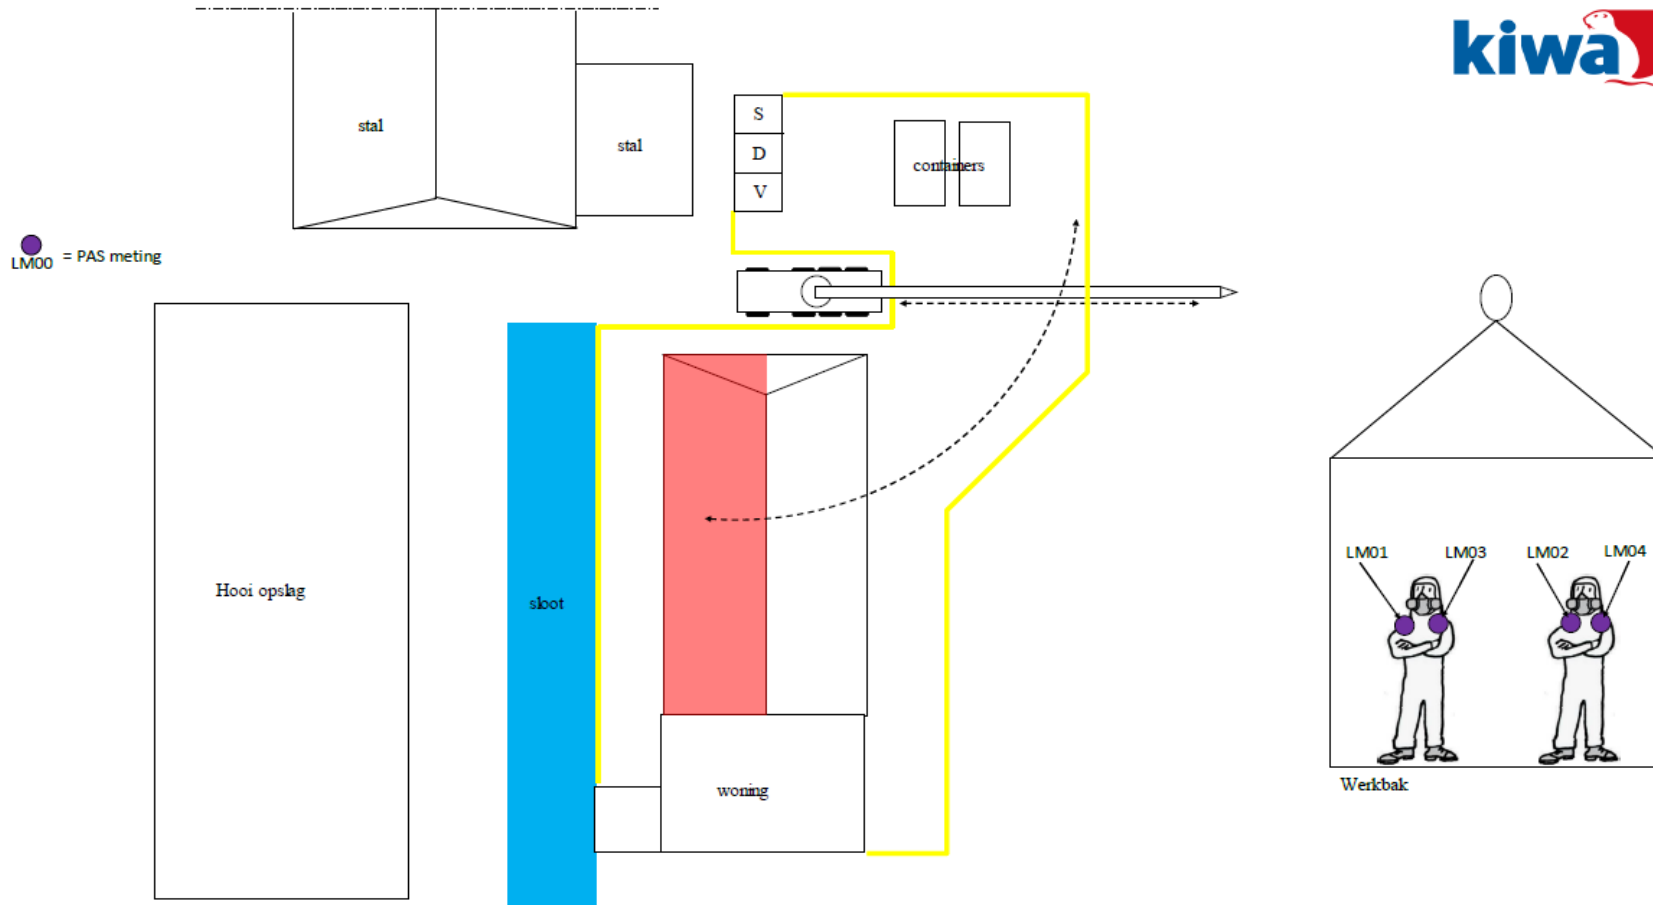 kiwa
stal
stal
S
D
V
containers
LM00 = PAS meting
LM01
LM03
LM02
LM04
Hooi opslag
sloot
woning
Werkbak